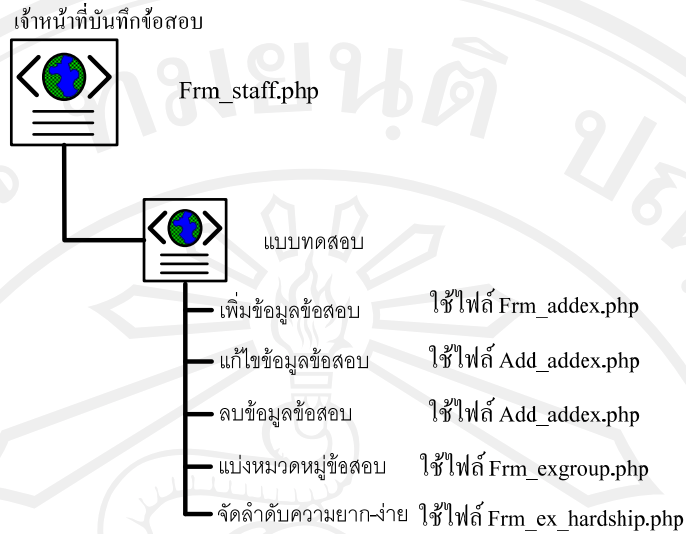 เจ้าหน้าที่บันทึกข้อสอบ
Frm_staff.php
แบบทดสอบ
เพิ่มข้อมูลข้อสอบ ใช้ไฟล์ Frm_addex.php
แก้ไขข้อมูลข้อสอบ ใช้ไฟล์ Add_addex.php
ลบข้อมูลข้อสอบ ใช้ไฟล์ Add_addex.php
แบ่งหมวดหมู่ข้อสอบ ใช้ไฟล์ Frm_exgroup.php
จัดลำดับความยาก-ง่าย ใช้ไฟล์ Frm_ex_hardship.php